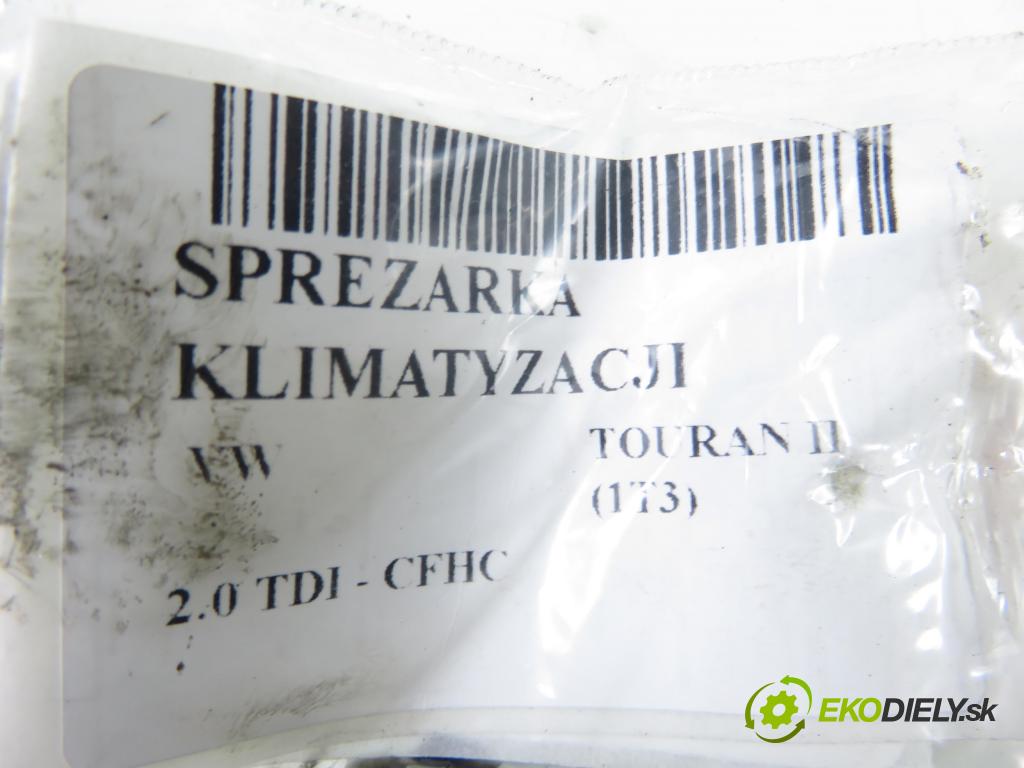 SPREZARKA
KLIMATYZACJI
VW
TOURAN II
(1T3)
2.0 TDI - CFHC
EKODIELY.sk